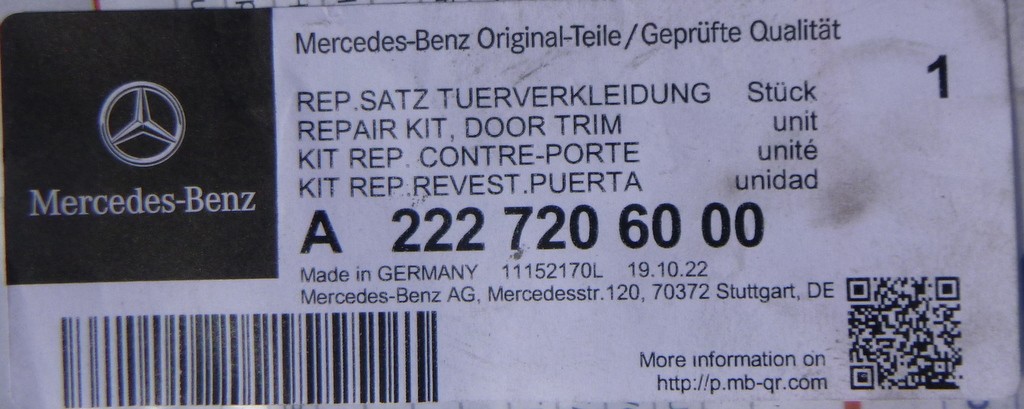 Mercedes-Benz Original-Teile/Geprüfte Qualität
1
REP.SATZ TUERVERKLEIDUNG Stück
REPAIR KIT, DOOR TRIM unit
KIT REP. CONTRE-PORTE unité
KIT REP.REVEST.PUERTA unidad
Mercedes-Benz
A 222 720 60 00
Made in GERMANY 11152170L 19.10.22
Mercedes-Benz AG, Mercedesstr.120, 70372 Stuttgart, DE
More information on
http://p.mb-qr.com